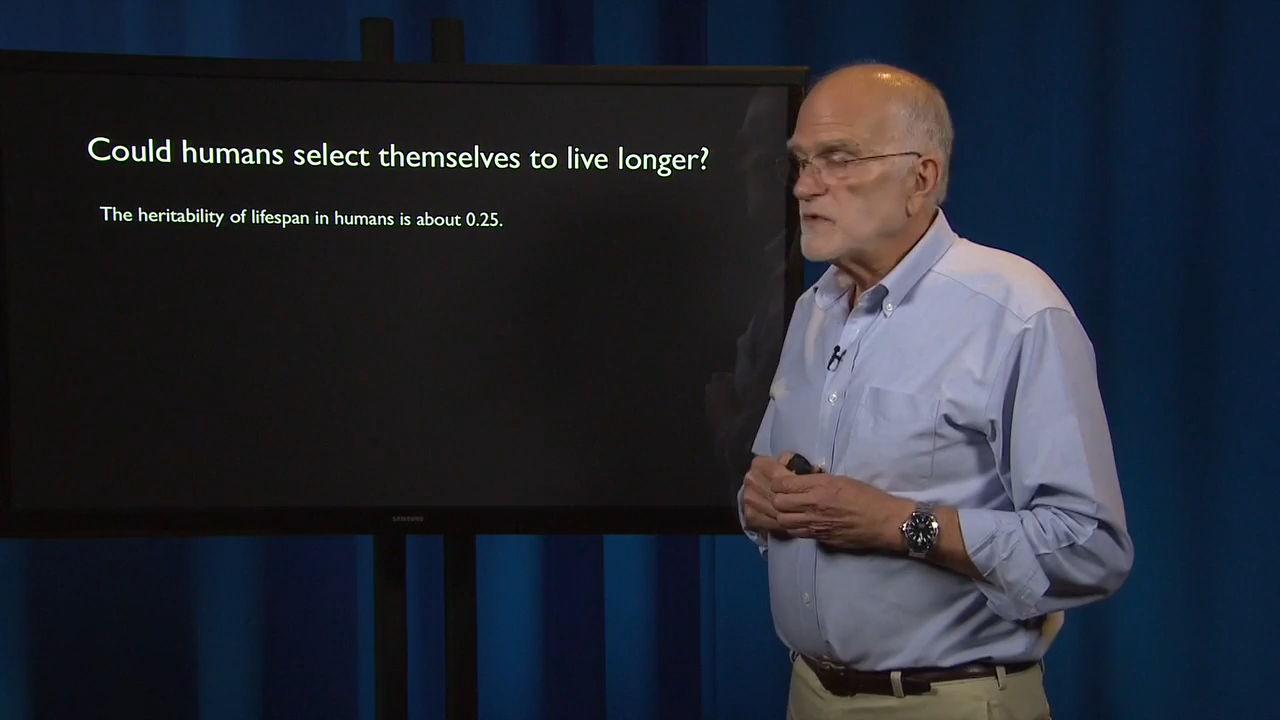 Could humans select themselves to live longer?
The heritability of lifespan in humans is about 0.25.
SAMSUNG